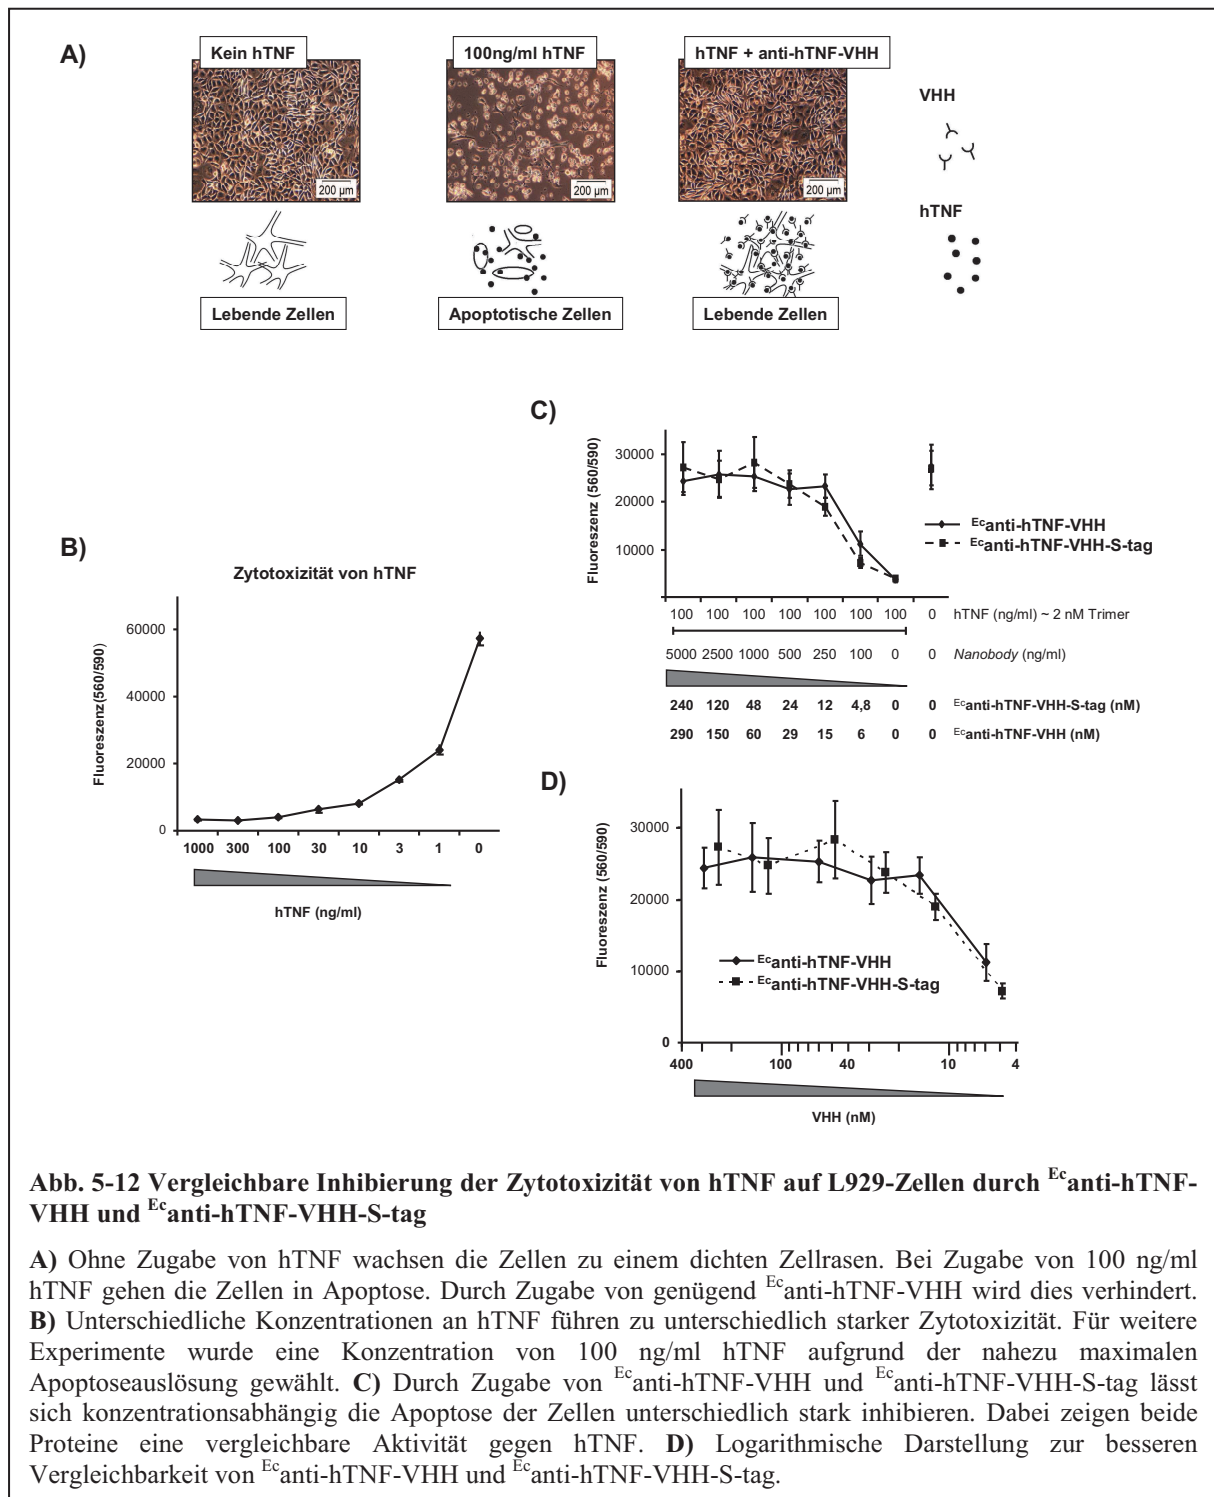 A)
Kein hTNF
100ng/ml hTNF
hTNF + anti-hTNF-VHH
200 µm
200 µm
200 µm
VHH
hTNF
Lebende Zellen
Apoptotische Zellen
Lebende Zellen
B)
Zytotoxizität von hTNF
Fluoreszenz(560/590)
60000
40000
20000
0
1000 300 100 30 10 3 1 0
hTNF (ng/ml)
C)
Fluoreszenz (560/590)
30000
20000
10000
Ecanti-hTNF-VHH
Ecanti-hTNF-VHH-S-tag
100 100 100 100 100 100 100 0 hTNF (ng/ml) ~ 2 nM Trimer
5000 2500 1000 500 250 100 0 0 Nanobody (ng/ml)
240 120 48 24 12 4,8 0 0 Ecanti-hTNF-VHH-S-tag (nM)
290 150 60 29 15 6 0 0 Ecanti-hTNF-VHH (nM)
D)
Fluoreszenz (560/590)
30000
20000
10000
0
Ecanti-hTNF-VHH
Ecanti-hTNF-VHH-S-tag
400 100 40 10 4
VHH (nM)
Abb. 5-12 Vergleichbare Inhibierung der Zytotoxizität von hTNF auf L929-Zellen durch Ecanti-hTNF-
VHH und Ecanti-hTNF-VHH-S-tag
A) Ohne Zugabe von hTNF wachsen die Zellen zu einem dichten Zellrasen. Bei Zugabe von 100 ng/ml
hTNF gehen die Zellen in Apoptose. Durch Zugabe von genügend Ecanti-hTNF-VHH wird dies verhindert.
B) Unterschiedliche Konzentrationen an hTNF führen zu unterschiedlich starker Zytotoxizität. Für weitere
Experimente wurde eine Konzentration von 100 ng/ml hTNF aufgrund der nahezu maximalen
Apoptoseauslösung gewählt. C) Durch Zugabe von Ecanti-hTNF-VHH und Ecanti-hTNF-VHH-S-tag lässt
sich konzentrationsabhängig die Apoptose der Zellen unterschiedlich stark inhibieren. Dabei zeigen beide
Proteine eine vergleichbare Aktivität gegen hTNF. D) Logarithmische Darstellung zur besseren
Vergleichbarkeit von Ecanti-hTNF-VHH und Ecanti-hTNF-VHH-S-tag.